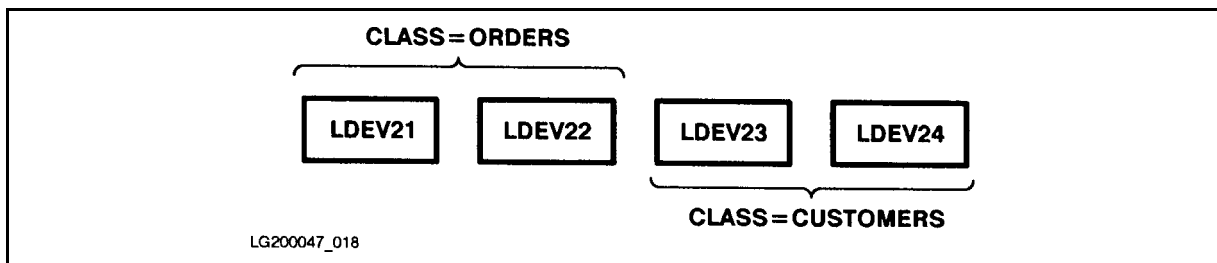 CLASS=ORDERS
LDEV21 LDEV22 LDEV23 LDEV24
CLASS=CUSTOMERS
LG200047_018